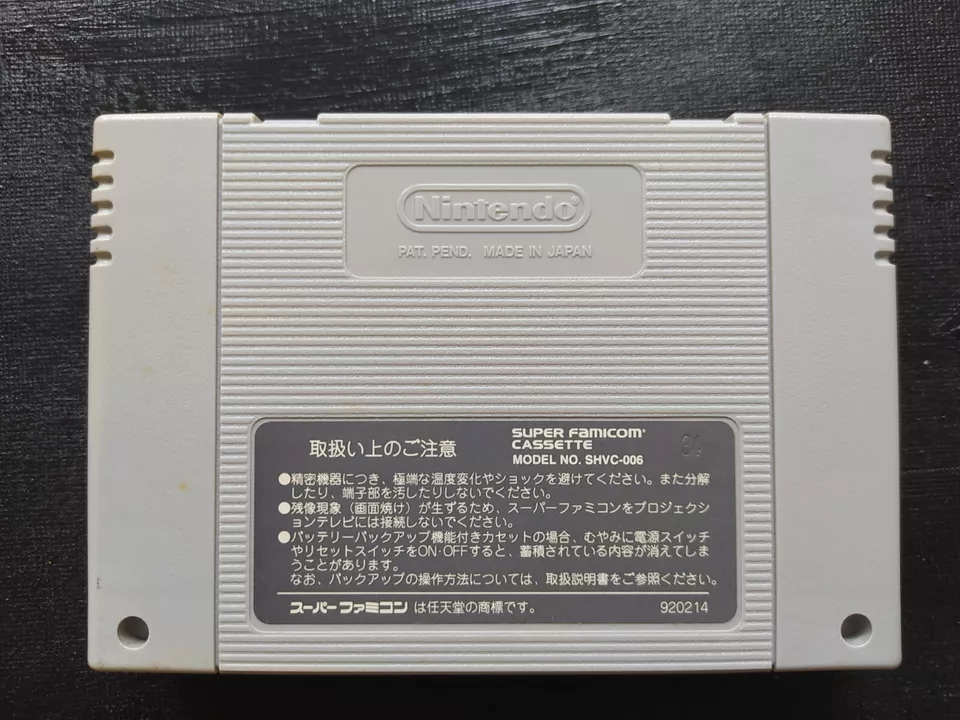 Nintendo®
PAT. PEND. MADE IN JAPAN
取扱い上のご注意
SUPER FAMICOM®
CASSETTE
MODEL NO. SHVC-006
●精密機器につき、極端な温度変化やショックを避けてください。また分解
したり、端子部を汚したりしないでください。
●残像現象（画面焼け）が生ずるため、スーパーファミコンをプロジェクシ
ョンテレビには接続しないでください。
●バッテリーバックアップ機能付きカセットの場合、むやみに電源スイッチ
やリセットスイッチをON·OFFすると、蓄積されている内容が消えてしま
うことがあります。
なお、バックアップの操作方法については、取扱説明書をご参照ください。
スーパーファミコンは任天堂の商標です。
920214